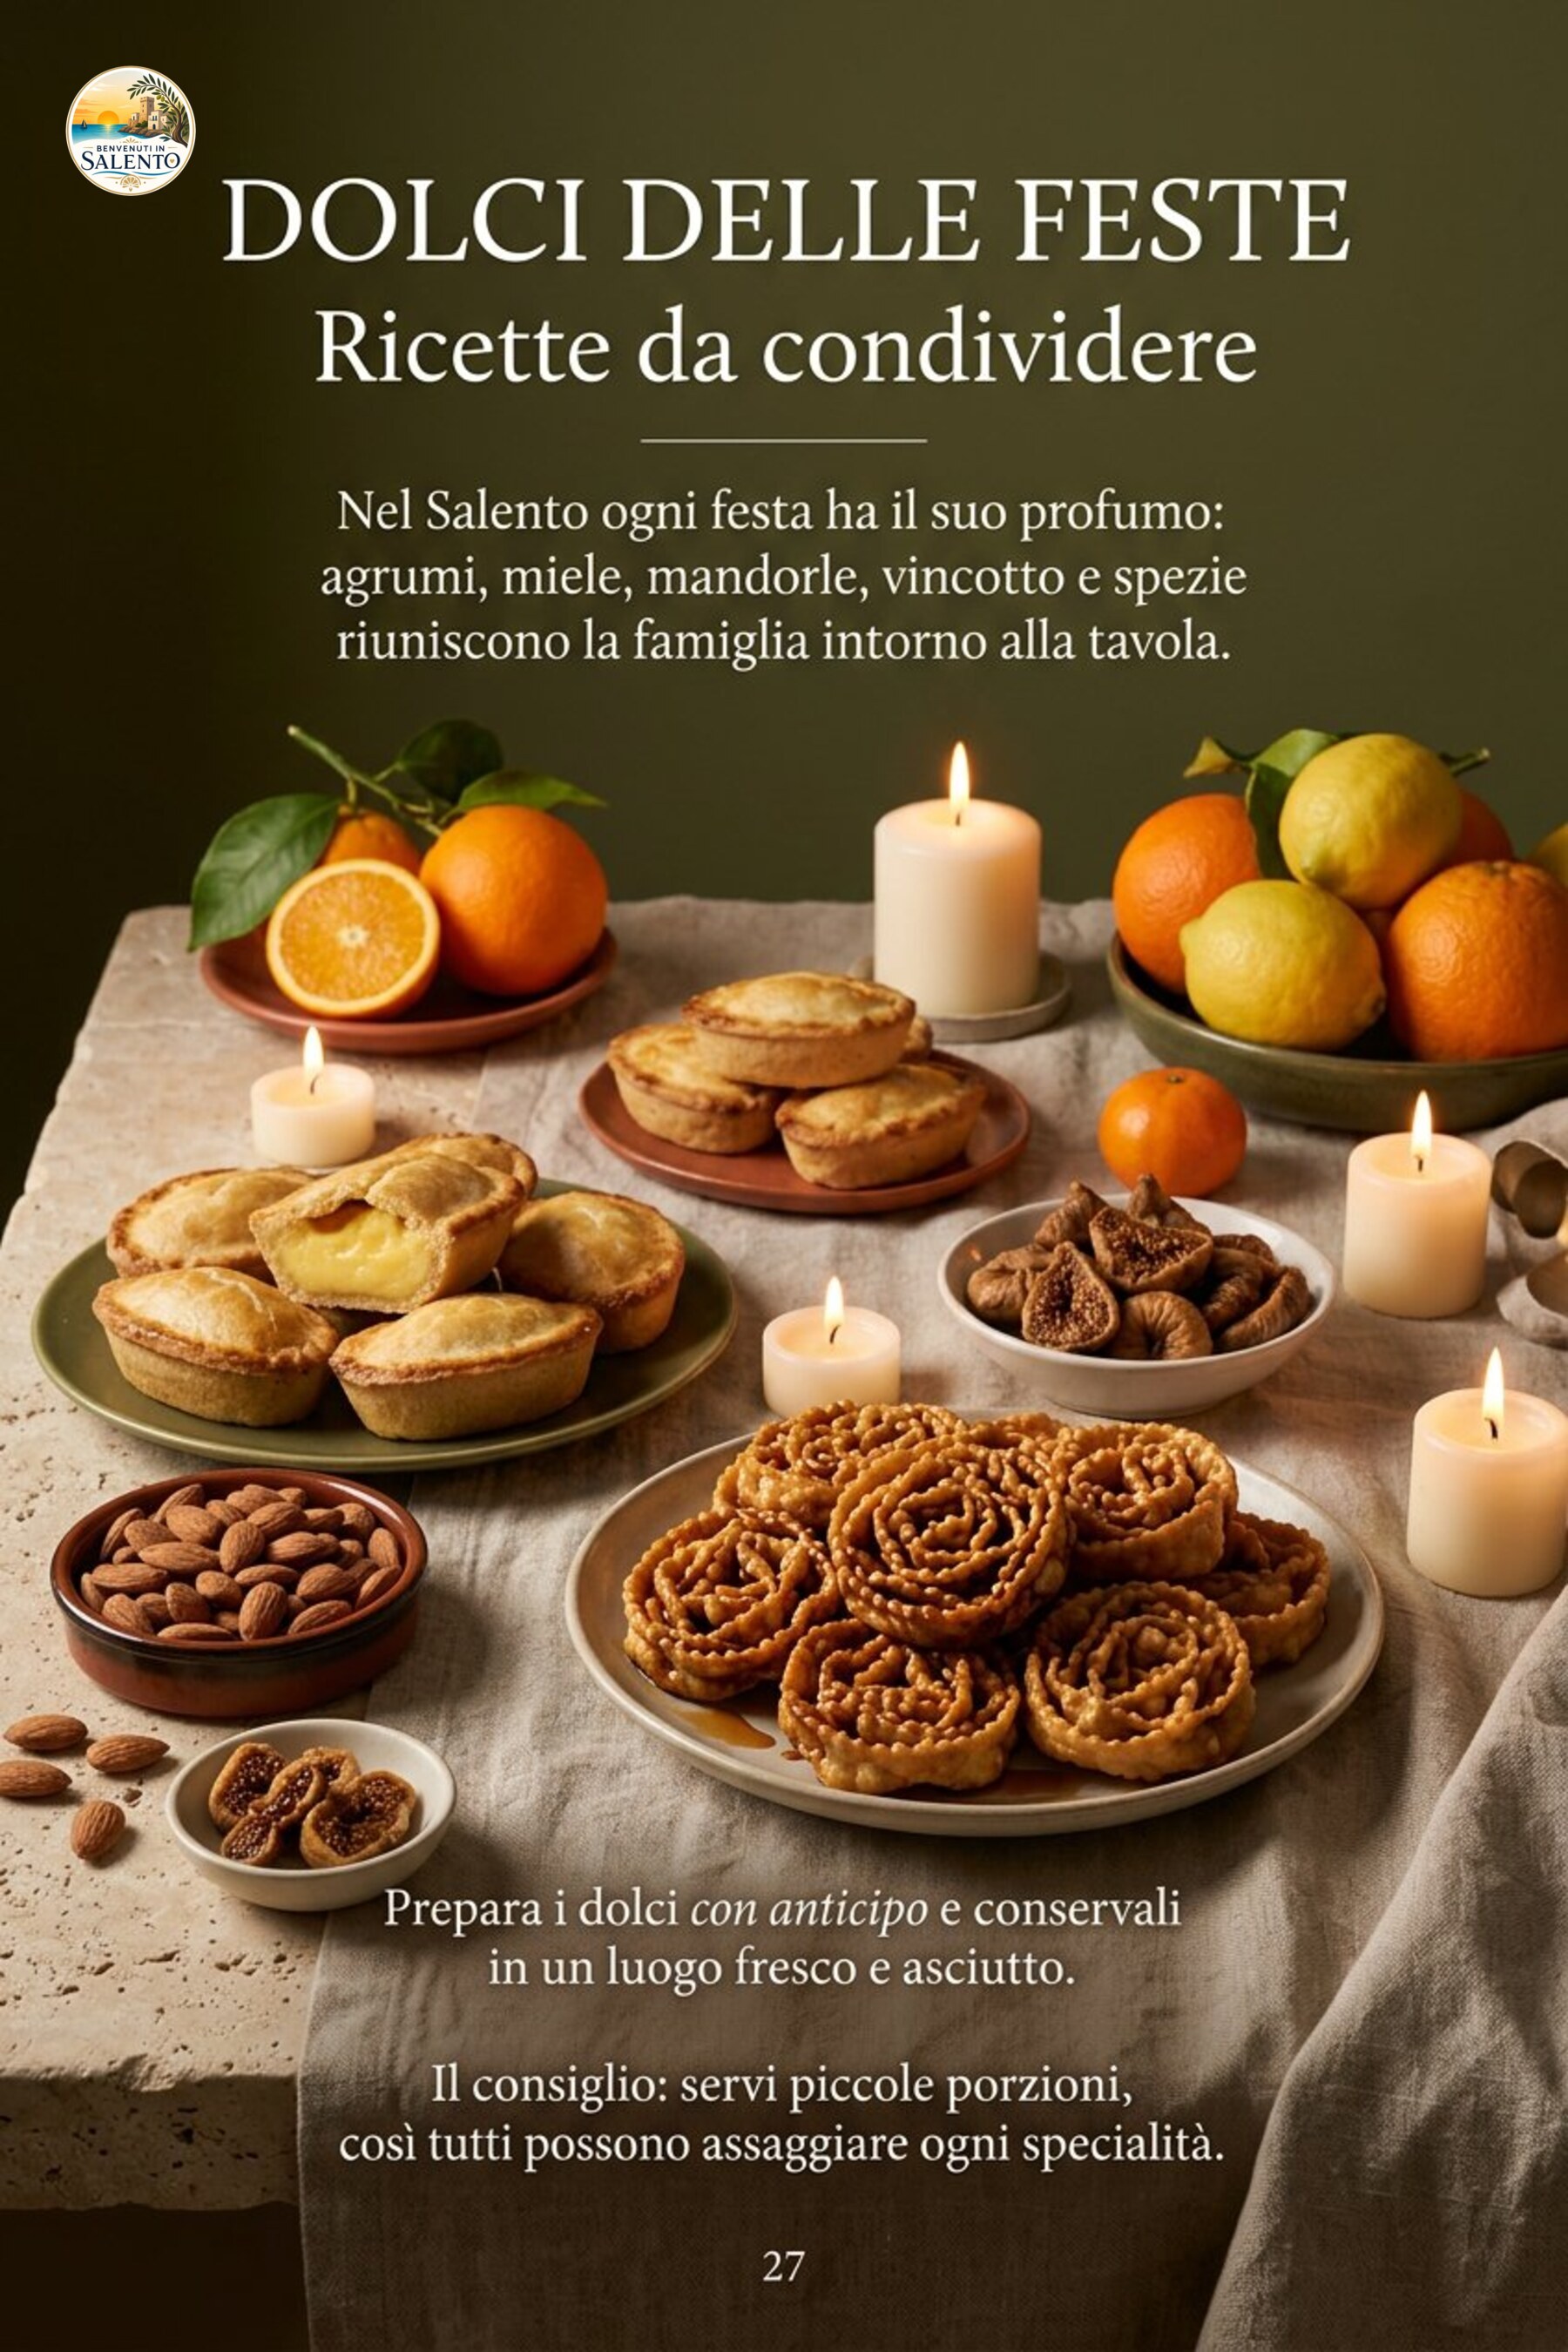 BENVENUTI IN
SALENTO
DOLCI DELLE FESTE
Ricette da condividere
Nel Salento ogni festa ha il suo profumo:
agrumi, miele, mandorle, vincotto e spezie
riuniscono la famiglia intorno alla tavola.
Prepara i dolci con anticipo e conservali
in un luogo fresco e asciutto.
Il consiglio: servi piccole porzioni,
così tutti possono assaggiare ogni specialità.
27